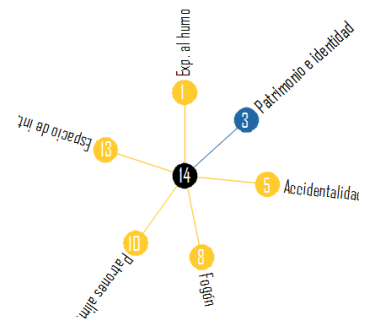 Exp. al humo
1
Patrimonio e identidad
3
14
5
Accidentalidad
8
Fogón
10
Patrones alim.
13
Espacio de int.